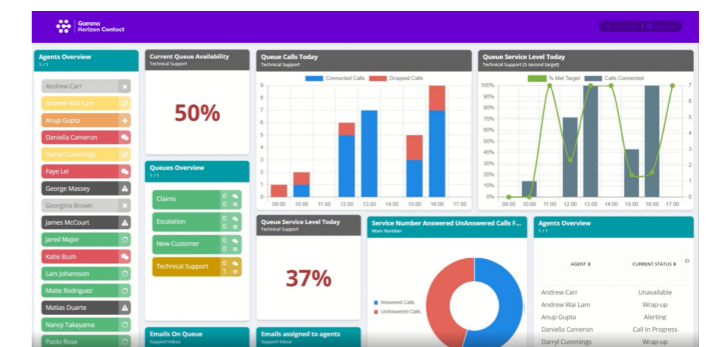 Gamma
Horizon Contact
Agents Overview
1 / 1
Andrew Carr
Andrew Wai Lam
Anup Gupta
Daniella Cameron
Darryl Cummings
Faye Lei
George Massey
Georgina Brown
James McCourt
Jared Major
Katie Bush
Lars Johansson
Maite Rodriguez
Matias Duarte
Nancy Takayama
Paolo Rose
Current Queue Availability
Technical Support
50%
Queues Overview
1 / 1
Claims
0
0
Escalation
0
0
New Customer
0
0
Technical Support
0
1
Emails On Queue
Support Inbox
Queue Calls Today
Technical Support
Connected Calls
Dropped Calls
9
8
7
6
5
4
3
2
1
0
09:00 10:00 11:00 12:00 13:00 14:00 15:00 16:00 17:00
Queue Service Level Today
Technical Support
37%
Emails assigned to agents
Support Inbox
Service Number Answered UnAnswered Calls F...
Main Number
Answered Calls
UnAnswered Calls
Queue Service Level Today
Technical Support (5 second target)
% Met Target
Calls Connected
100%
90%
80%
70%
60%
50%
40%
30%
20%
10%
7
6
5
4
3
2
1
0
09:00 10:00 11:00 12:00 13:00 14:00 15:00 16:00 17:00
Agents Overview
1 / 1
AGENT
CURRENT STATUS
Andrew Carr Unavailable
Andrew Wai Lam Wrap-up
Anup Gupta Alerting
Daniella Cameron Call In Progress
Darryl Cummings Wrap-up